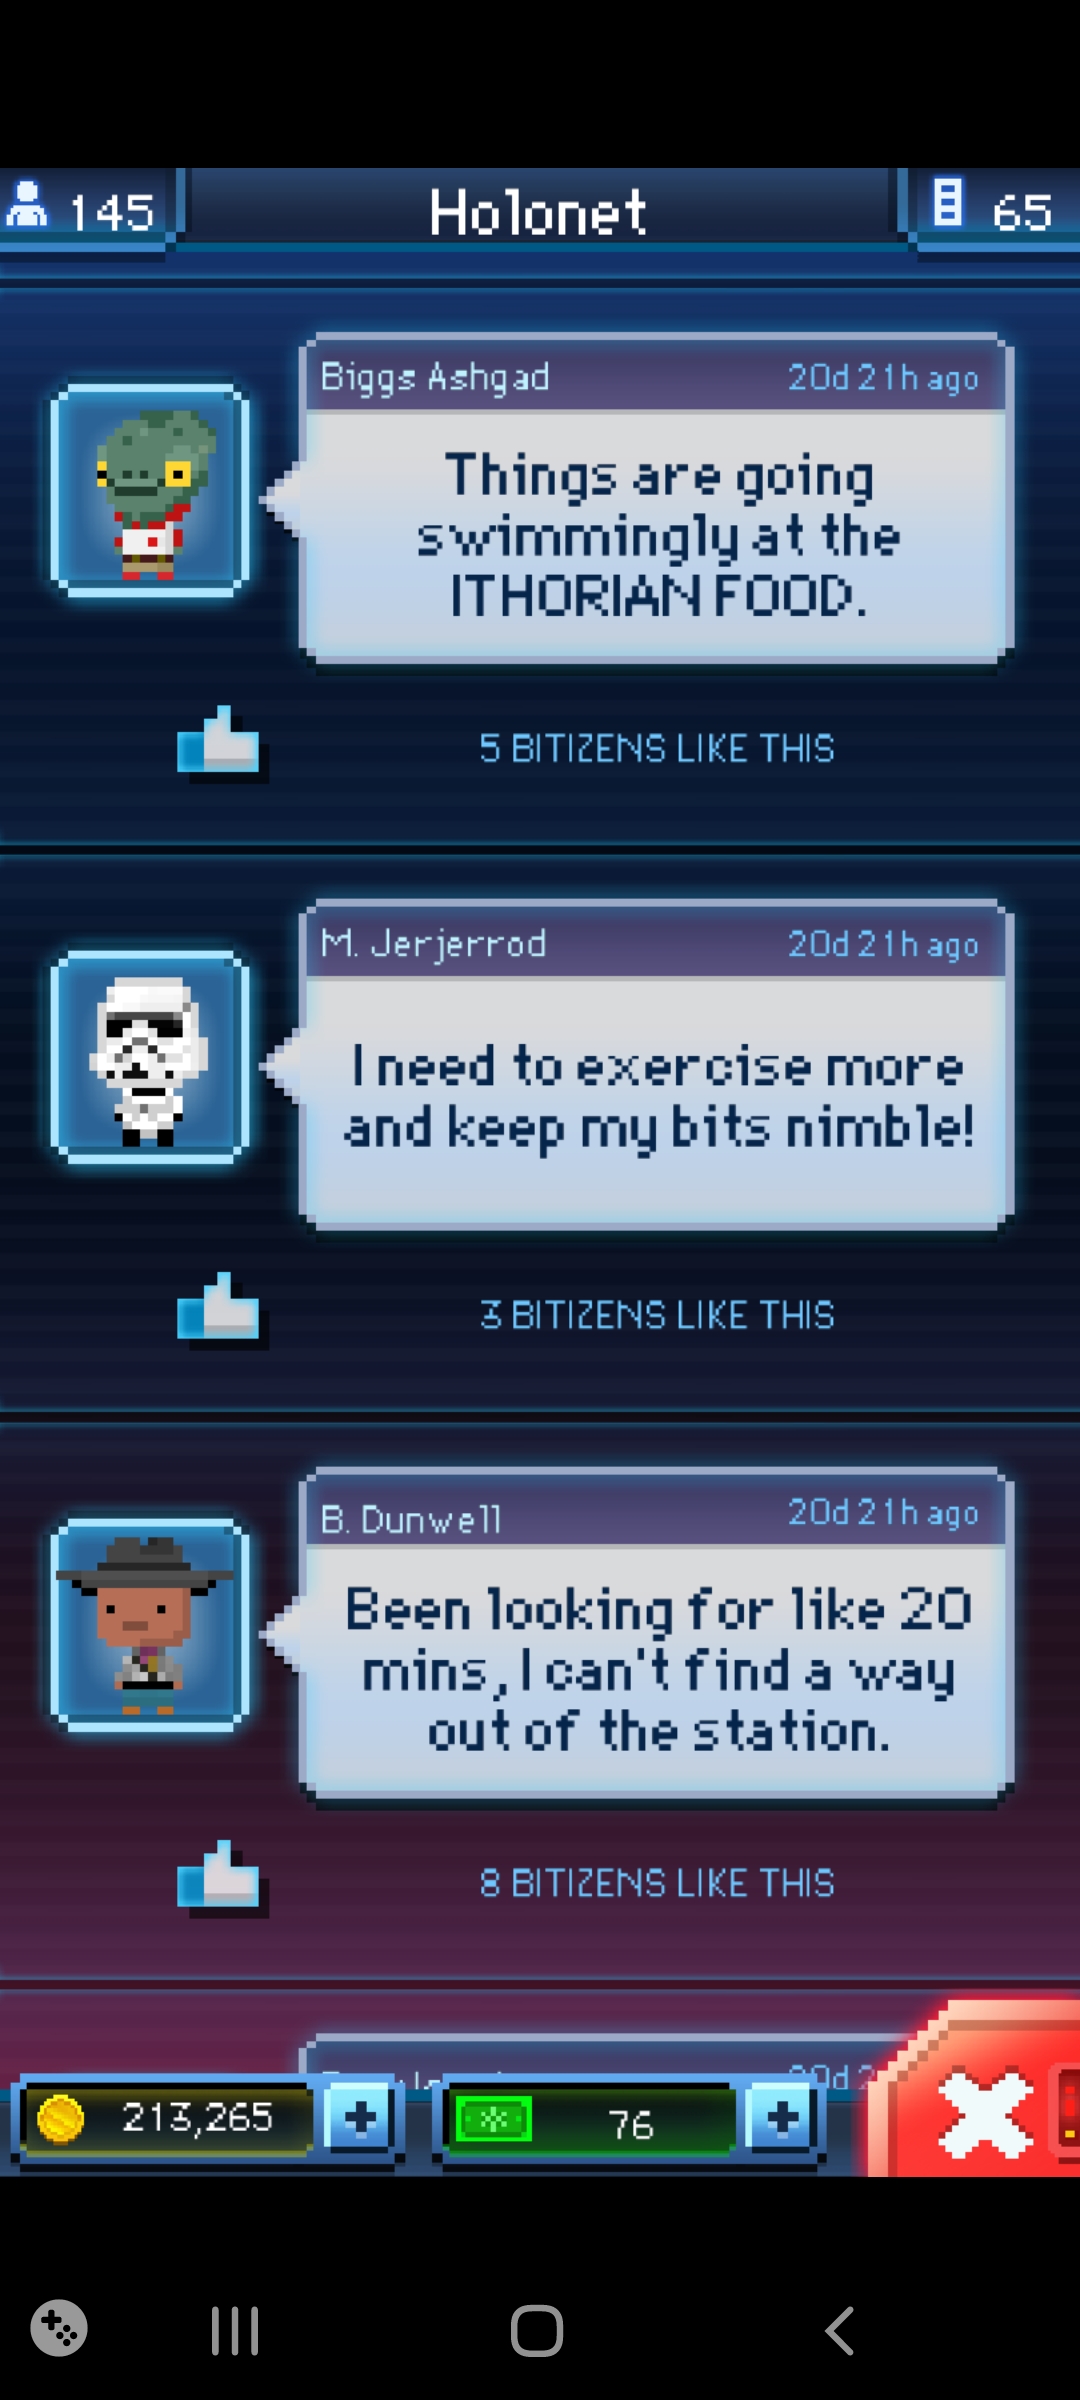 145
Holonet
65
Biggs Ashgad
20d 21h ago
Things are going
swimmingly at the
ITHORIAN FOOD.
5 BITIZENS LIKE THIS
M. Jerjerrod
20d 21h ago
I need to exercise more
and keep my bits nimble!
3 BITIZENS LIKE THIS
B. Dunwell
20d 21h ago
Been looking for like 20
mins, I can't find a way
out of the station.
8 BITIZENS LIKE THIS
213,265
76